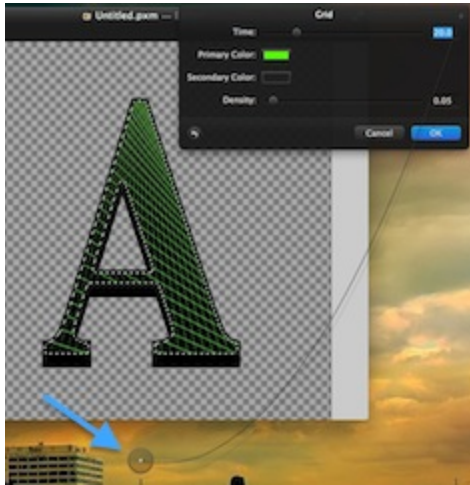 Untitled.pxm
Grid
Time: 20.0
Primary Color:
Secondary Color:
Density: 0.05
Cancel OK
A